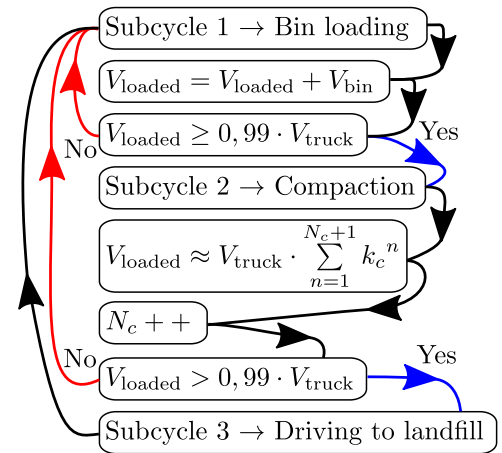 Subcycle 1 → Bin loading
V_loaded = V_loaded + V_bin
V_loaded ≥ 0,99 · V_truck
Yes
No
Subcycle 2 → Compaction
V_loaded ≈ V_truck · ∑_{n=1}^{N_c+1} k_c^n
N_c ++
Yes
No
V_loaded > 0,99 · V_truck
Subcycle 3 → Driving to landfill